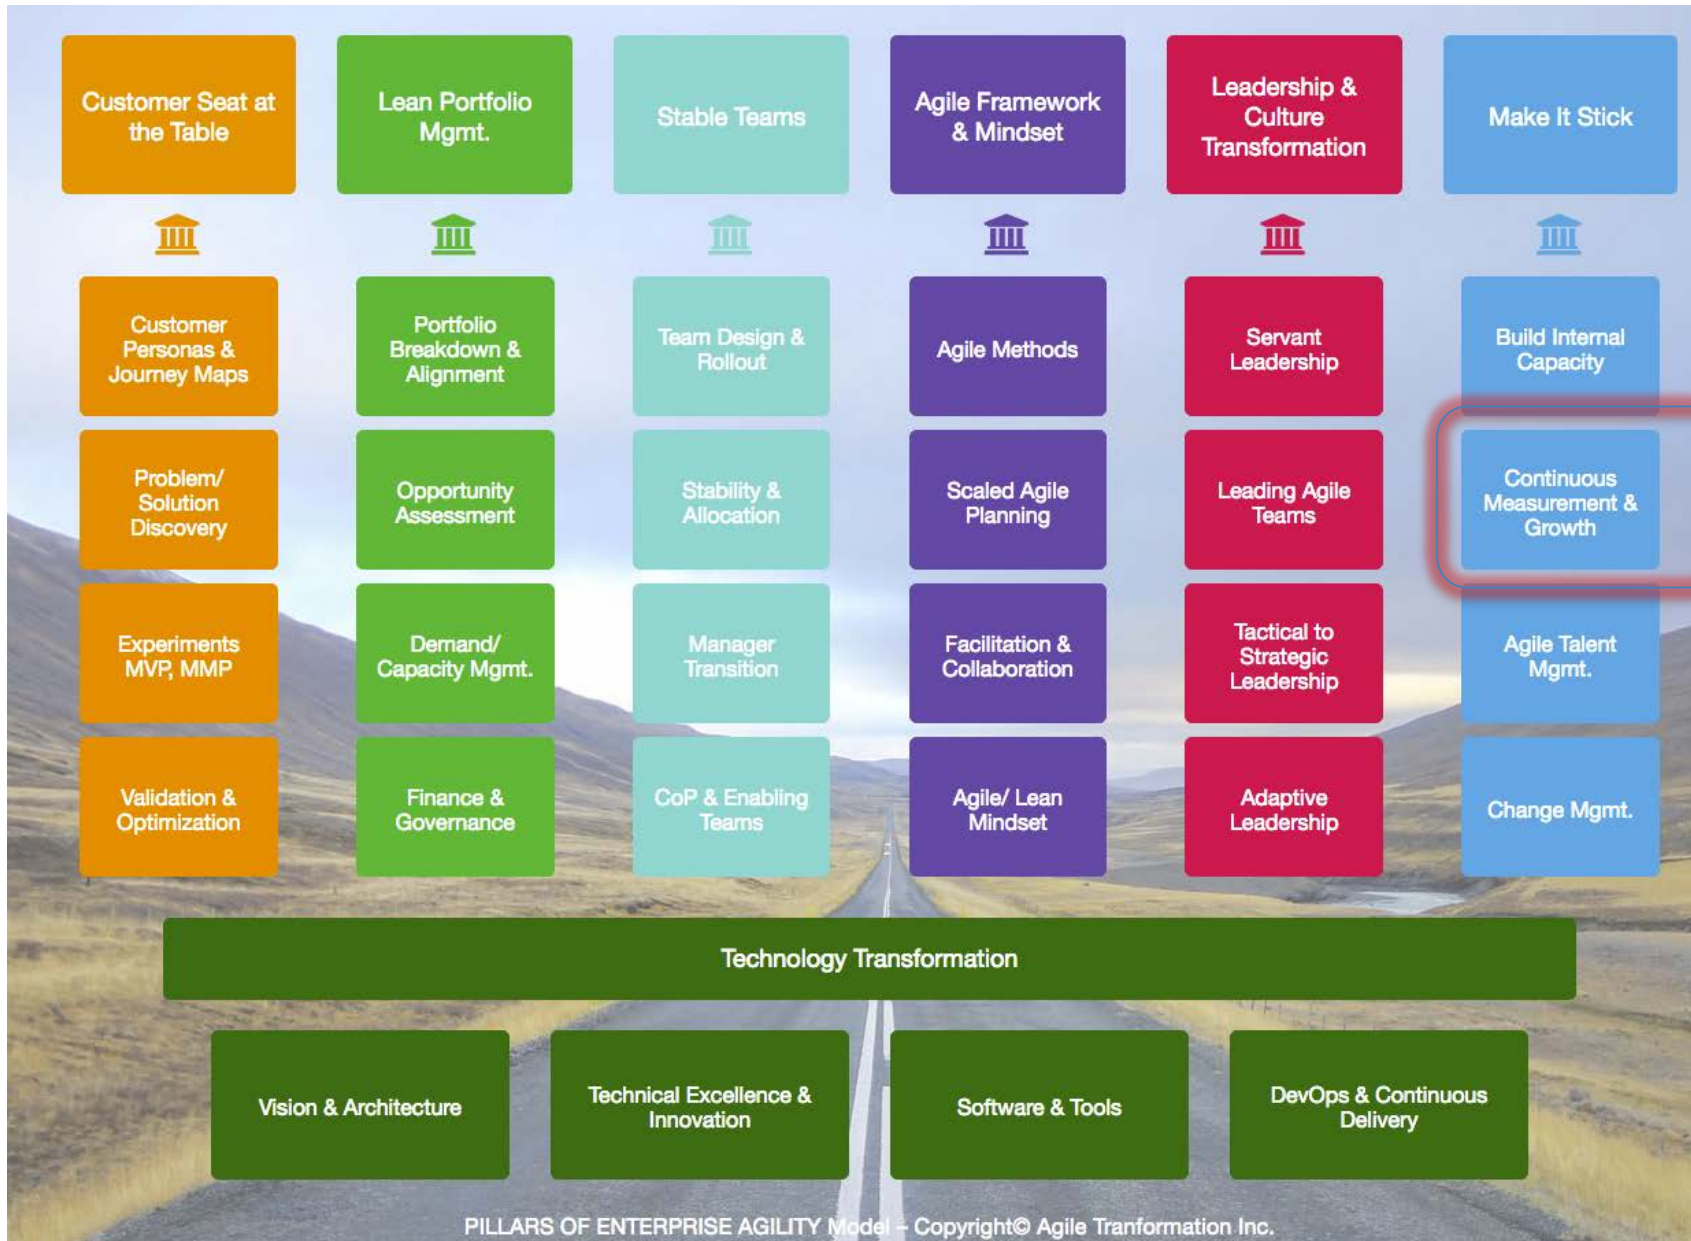 Customer Seat at
the Table
Lean Portfolio
Mgmt.
Stable Teams
Agile Framework
& Mindset
Leadership &
Culture
Transformation
Make It Stick
Customer
Personas &
Journey Maps
Portfolio
Breakdown &
Alignment
Team Design &
Rollout
Agile Methods
Servant
Leadership
Build Internal
Capacity
Problem/
Solution
Discovery
Opportunity
Assessment
Stability &
Allocation
Scaled Agile
Planning
Leading Agile
Teams
Continuous
Measurement &
Growth
Experiments
MVP, MMP
Demand/
Capacity Mgmt.
Manager
Transition
Facilitation &
Collaboration
Tactical to
Strategic
Leadership
Agile Talent
Mgmt.
Validation &
Optimization
Finance &
Governance
CoP & Enabling
Teams
Agile/ Lean
Mindset
Adaptive
Leadership
Change Mgmt.
Technology Transformation
Vision & Architecture
Technical Excellence &
Innovation
Software & Tools
DevOps & Continuous
Delivery
PILLARS OF ENTERPRISE AGILITY Model – Copyright© Agile Tranformation Inc.